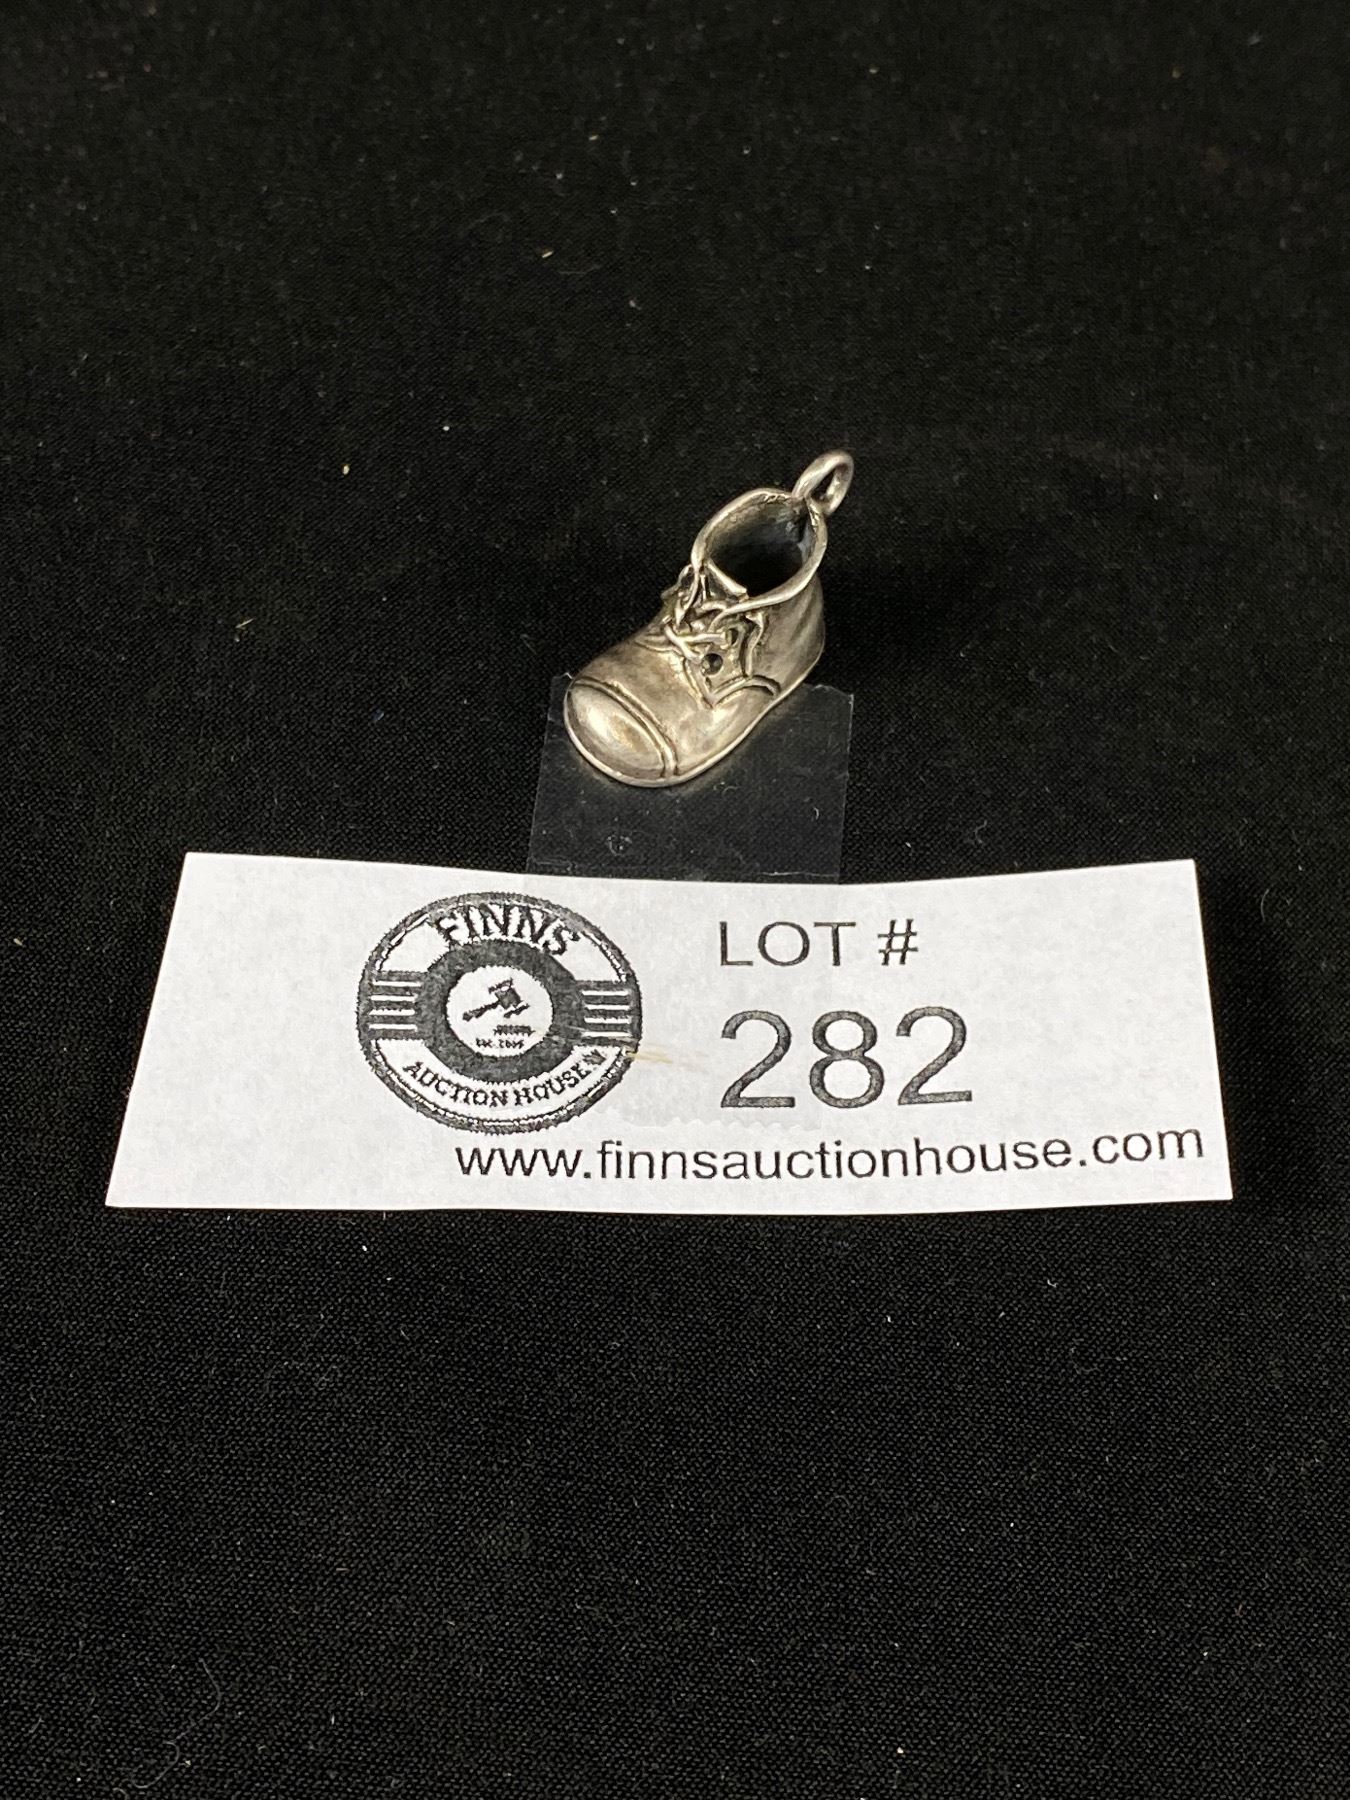 FINNS
AUCTION HOUSE
LOT #
282
www.finnsauctionhouse.com